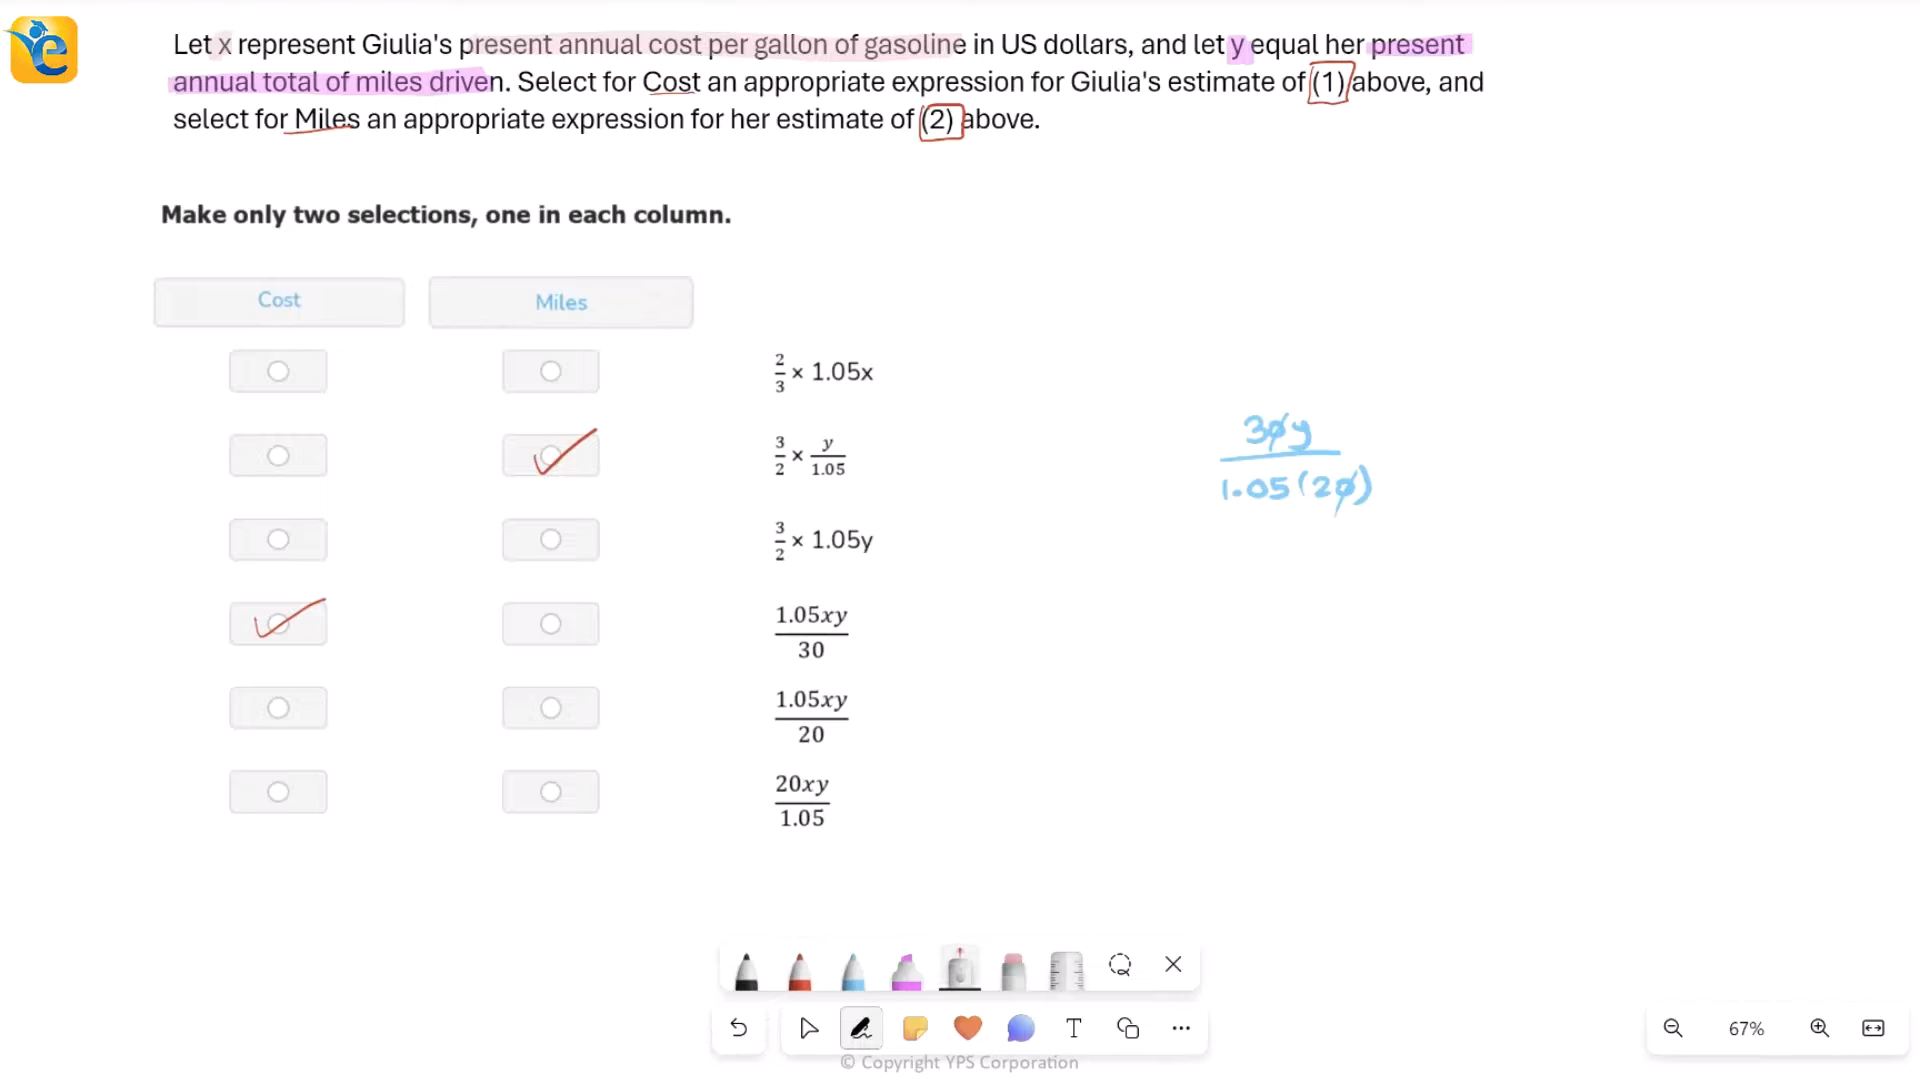 Let x represent Giulia's present annual cost per gallon of gasoline in US dollars, and let y equal her present
annual total of miles driven. Select for Cost an appropriate expression for Giulia's estimate of (1) above, and
select for Miles an appropriate expression for her estimate of (2) above.
Make only two selections, one in each column.
Cost Miles
2/3 × 1.05x
3/2 × y/1.05
3/2 × 1.05y
1.05xy/30
1.05xy/20
20xy/1.05
30y
1.05(20)
T
67%
© Copyright YPS Corporation